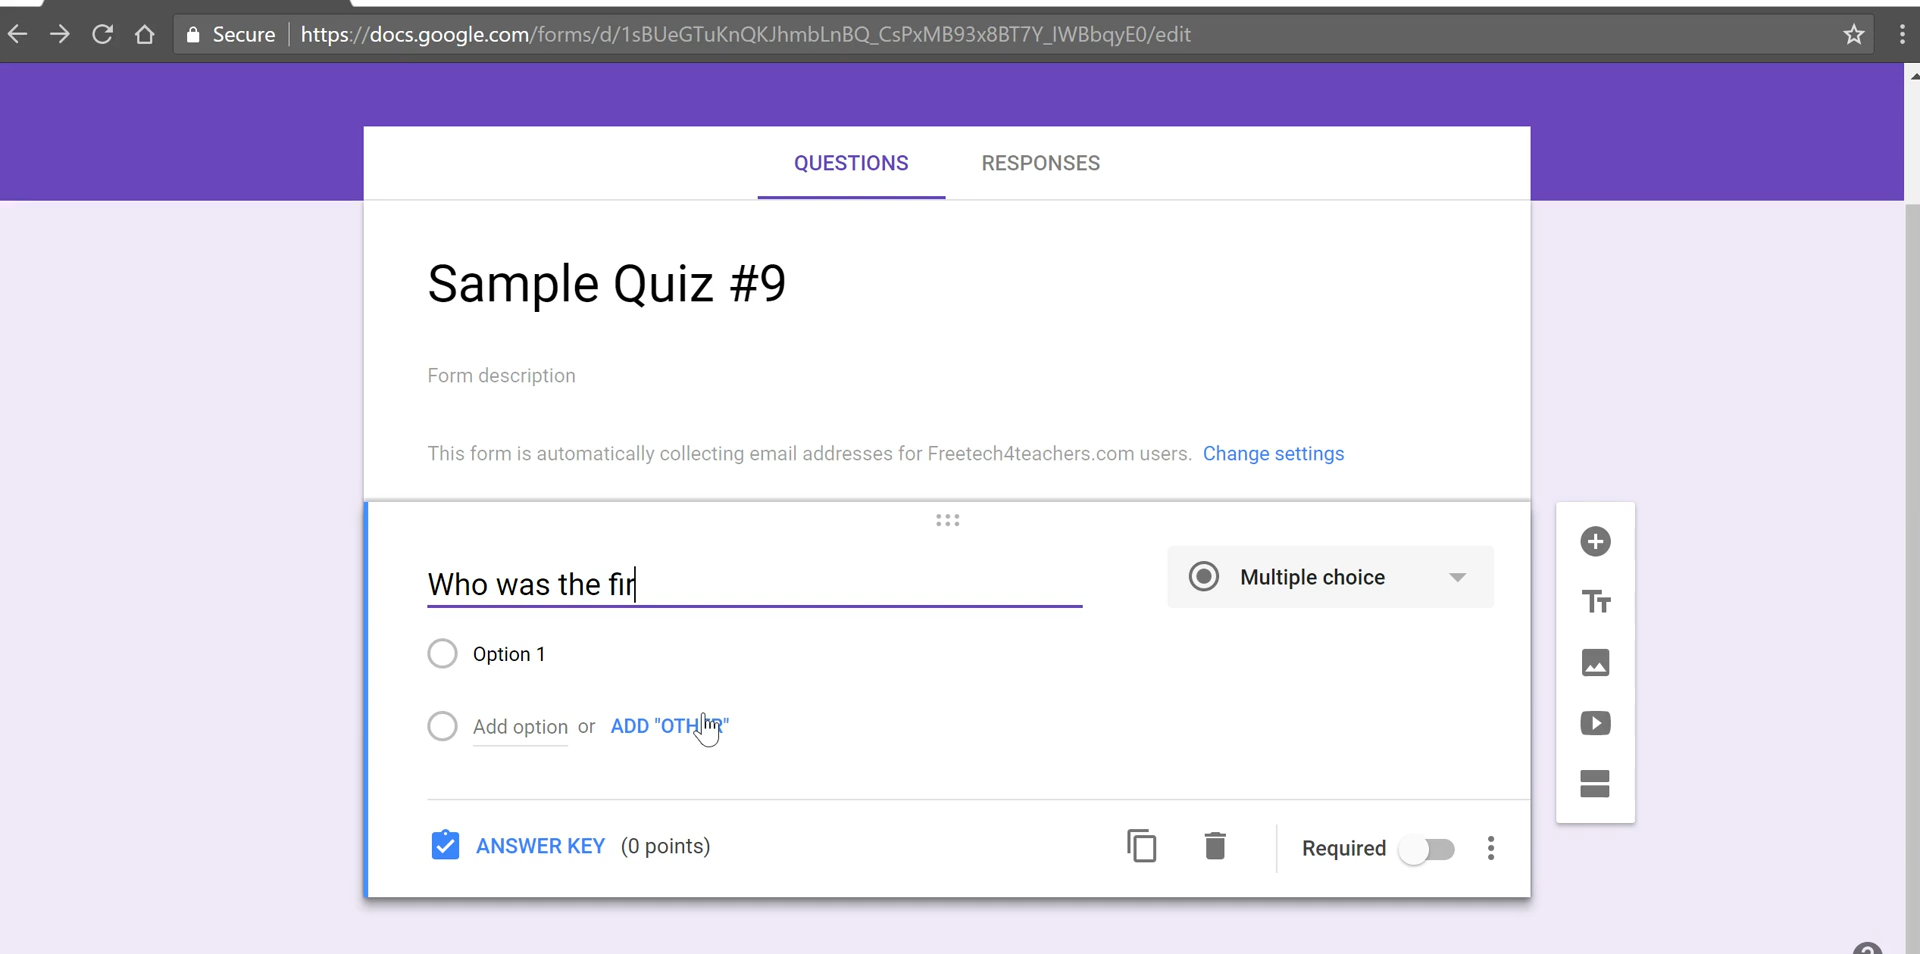 Secure https://docs.google.com/forms/d/1sBUeGTuKnQKJhmbLnBQ_CsPxMB93x8BT7Y_IWBbqyE0/edit
QUESTIONS RESPONSES
Sample Quiz #9
Form description
This form is automatically collecting email addresses for Freetech4teachers.com users. Change settings
Who was the fir
Multiple choice
Option 1
Add option or ADD "OTHER"
ANSWER KEY (0 points)
Required